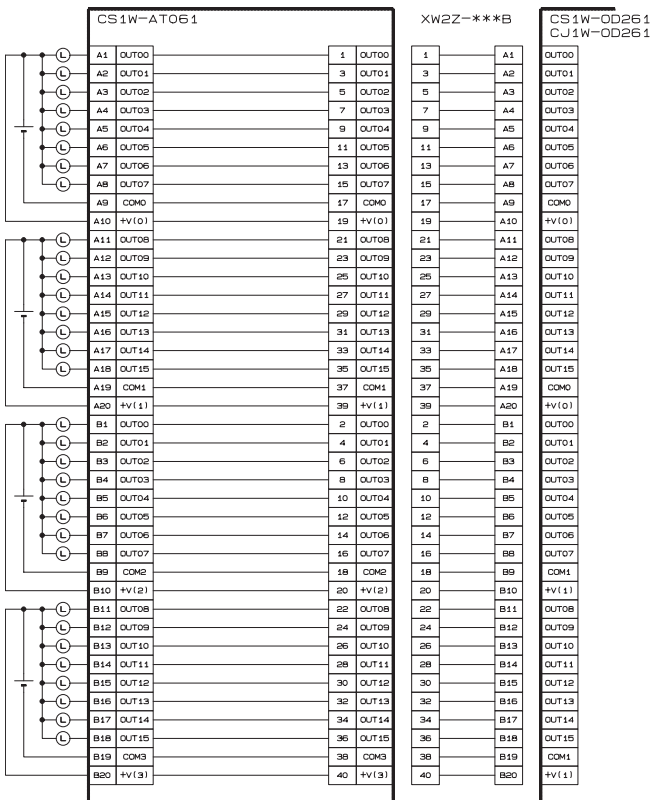 CS1W-AT061 XW2Z-***B CS1W-OD261
CJ1W-OD261
L A1 OUT00 1 OUT00 1 A1 OUT00
L A2 OUT01 3 OUT01 3 A2 OUT01
L A3 OUT02 5 OUT02 5 A3 OUT02
L A4 OUT03 7 OUT03 7 A4 OUT03
L A5 OUT04 9 OUT04 9 A5 OUT04
L A6 OUT05 11 OUT05 11 A6 OUT05
L A7 OUT06 13 OUT06 13 A7 OUT06
L A8 OUT07 15 OUT07 15 A8 OUT07
A9 COM0 17 COM0 17 A9 COM0
A10 +V(0) 19 +V(0) 19 A10 +V(0)
L A11 OUT08 21 OUT08 21 A11 OUT08
L A12 OUT09 23 OUT09 23 A12 OUT09
L A13 OUT10 25 OUT10 25 A13 OUT10
L A14 OUT11 27 OUT11 27 A14 OUT11
L A15 OUT12 29 OUT12 29 A15 OUT12
L A16 OUT13 31 OUT13 31 A16 OUT13
L A17 OUT14 33 OUT14 33 A17 OUT14
L A18 OUT15 35 OUT15 35 A18 OUT15
A19 COM1 37 COM1 37 A19 COM0
A20 +V(1) 39 +V(1) 39 A20 +V(0)
L B1 OUT00 2 OUT00 2 B1 OUT00
L B2 OUT01 4 OUT01 4 B2 OUT01
L B3 OUT02 6 OUT02 6 B3 OUT02
L B4 OUT03 8 OUT03 8 B4 OUT03
L B5 OUT04 10 OUT04 10 B5 OUT04
L B6 OUT05 12 OUT05 12 B6 OUT05
L B7 OUT06 14 OUT06 14 B7 OUT06
L B8 OUT07 16 OUT07 16 B8 OUT07
B9 COM2 18 COM2 18 B9 COM1
B10 +V(2) 20 +V(2) 20 B10 +V(1)
L B11 OUT08 22 OUT08 22 B11 OUT08
L B12 OUT09 24 OUT09 24 B12 OUT09
L B13 OUT10 26 OUT10 26 B13 OUT10
L B14 OUT11 28 OUT11 28 B14 OUT11
L B15 OUT12 30 OUT12 30 B15 OUT12
L B16 OUT13 32 OUT13 32 B16 OUT13
L B17 OUT14 34 OUT14 34 B17 OUT14
L B18 OUT15 36 OUT15 36 B18 OUT15
B19 COM3 38 COM3 38 B19 COM1
B20 +V(3) 40 +V(3) 40 B20 +V(1)